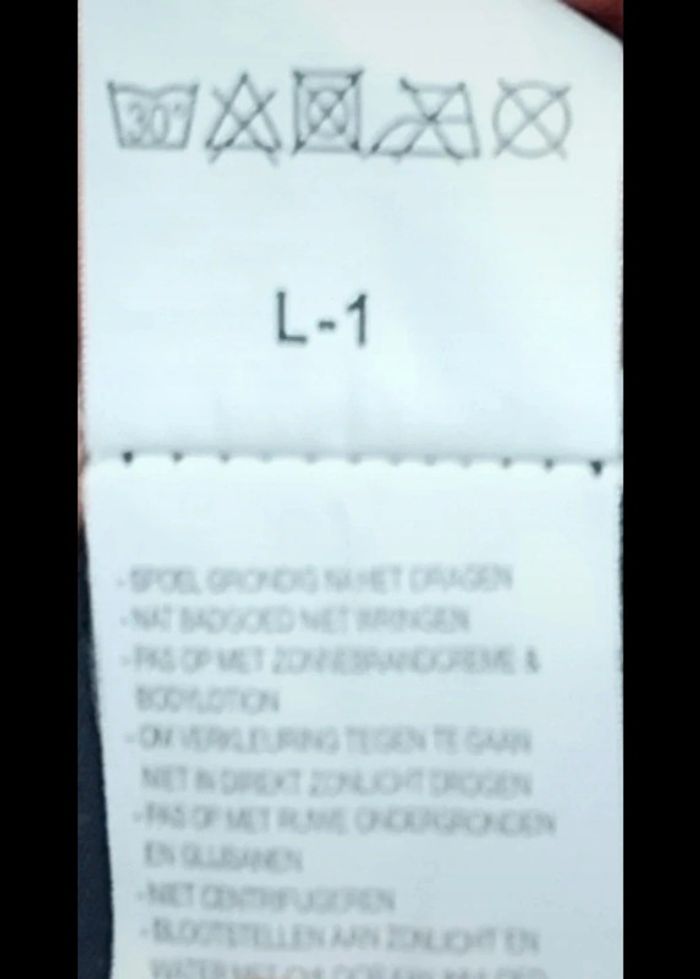 30°
L-1
- SPOEL GRONDIG NA HET DRAGEN
- NAT BADGOED NIET WRINGEN
- PAS OP MET ZONNEBRANDCREME &
BODYLOTION
- OM VERKLEURING TEGEN TE GAAN
NIET IN DIREKT ZONLICHT DROGEN
- PAS OP MET RUWE ONDERGRONDEN
EN GLIJBANEN
- NIET CENTRIFUGEREN
- BLOOTSTELLEN AAN ZONLICHT EN
WATER